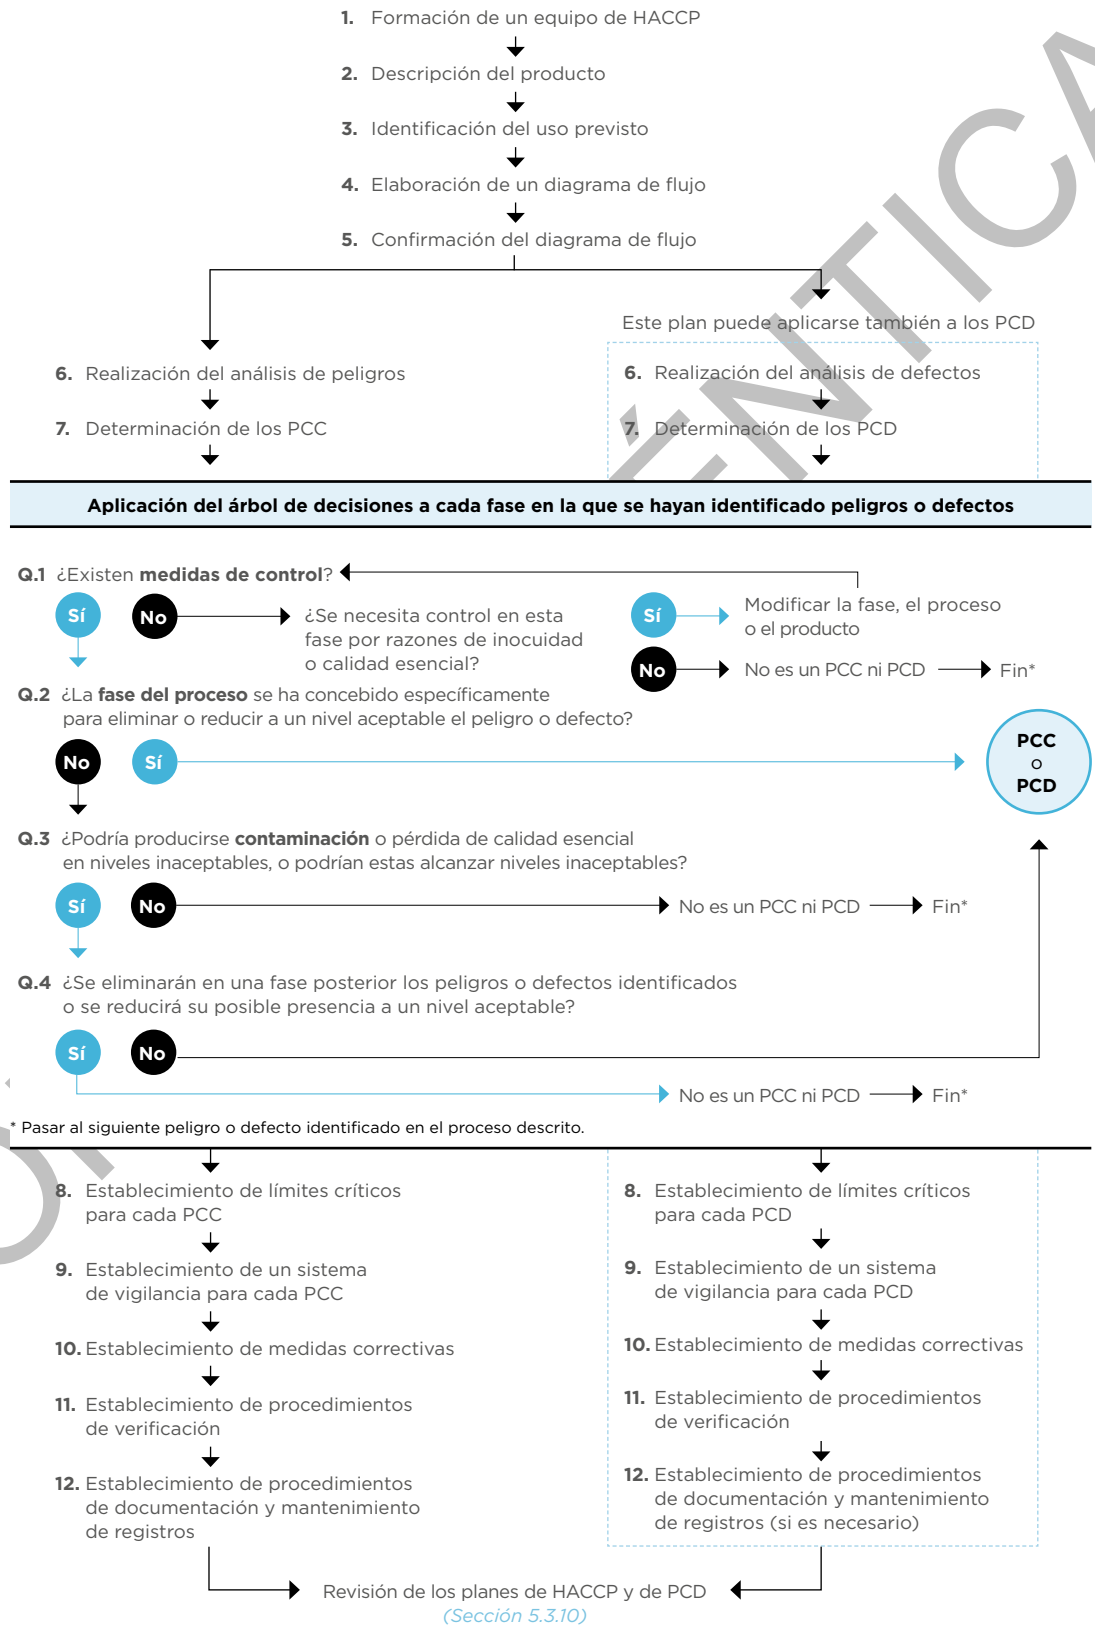 1. Formación de un equipo de HACCP
2. Descripción del producto
3. Identificación del uso previsto
4. Elaboración de un diagrama de flujo
5. Confirmación del diagrama de flujo
Este plan puede aplicarse también a los PCD
6. Realización del análisis de peligros
7. Determinación de los PCC
6. Realización del análisis de defectos
7. Determinación de los PCD
Aplicación del árbol de decisiones a cada fase en la que se hayan identificado peligros o defectos
Q.1 ¿Existen medidas de control?
Sí
No
¿Se necesita control en esta
fase por razones de inocuidad
o calidad esencial?
Sí
Modificar la fase, el proceso
o el producto
No
No es un PCC ni PCD
Fin*
Q.2 ¿La fase del proceso se ha concebido específicamente
para eliminar o reducir a un nivel aceptable el peligro o defecto?
No
Sí
PCC
o
PCD
Q.3 ¿Podría producirse contaminación o pérdida de calidad esencial
en niveles inaceptables, o podrían estas alcanzar niveles inaceptables?
Sí
No
No es un PCC ni PCD
Fin*
Q.4 ¿Se eliminarán en una fase posterior los peligros o defectos identificados
o se reducirá su posible presencia a un nivel aceptable?
Sí
No
No es un PCC ni PCD
Fin*
* Pasar al siguiente peligro o defecto identificado en el proceso descrito.
8. Establecimiento de límites críticos
para cada PCC
9. Establecimiento de un sistema
de vigilancia para cada PCC
10. Establecimiento de medidas correctivas
11. Establecimiento de procedimientos
de verificación
12. Establecimiento de procedimientos
de documentación y mantenimiento
de registros
8. Establecimiento de límites críticos
para cada PCD
9. Establecimiento de un sistema
de vigilancia para cada PCD
10. Establecimiento de medidas correctivas
11. Establecimiento de procedimientos
de verificación
12. Establecimiento de procedimientos
de documentación y mantenimiento
de registros (si es necesario)
Revisión de los planes de HACCP y de PCD
(Sección 5.3.10)